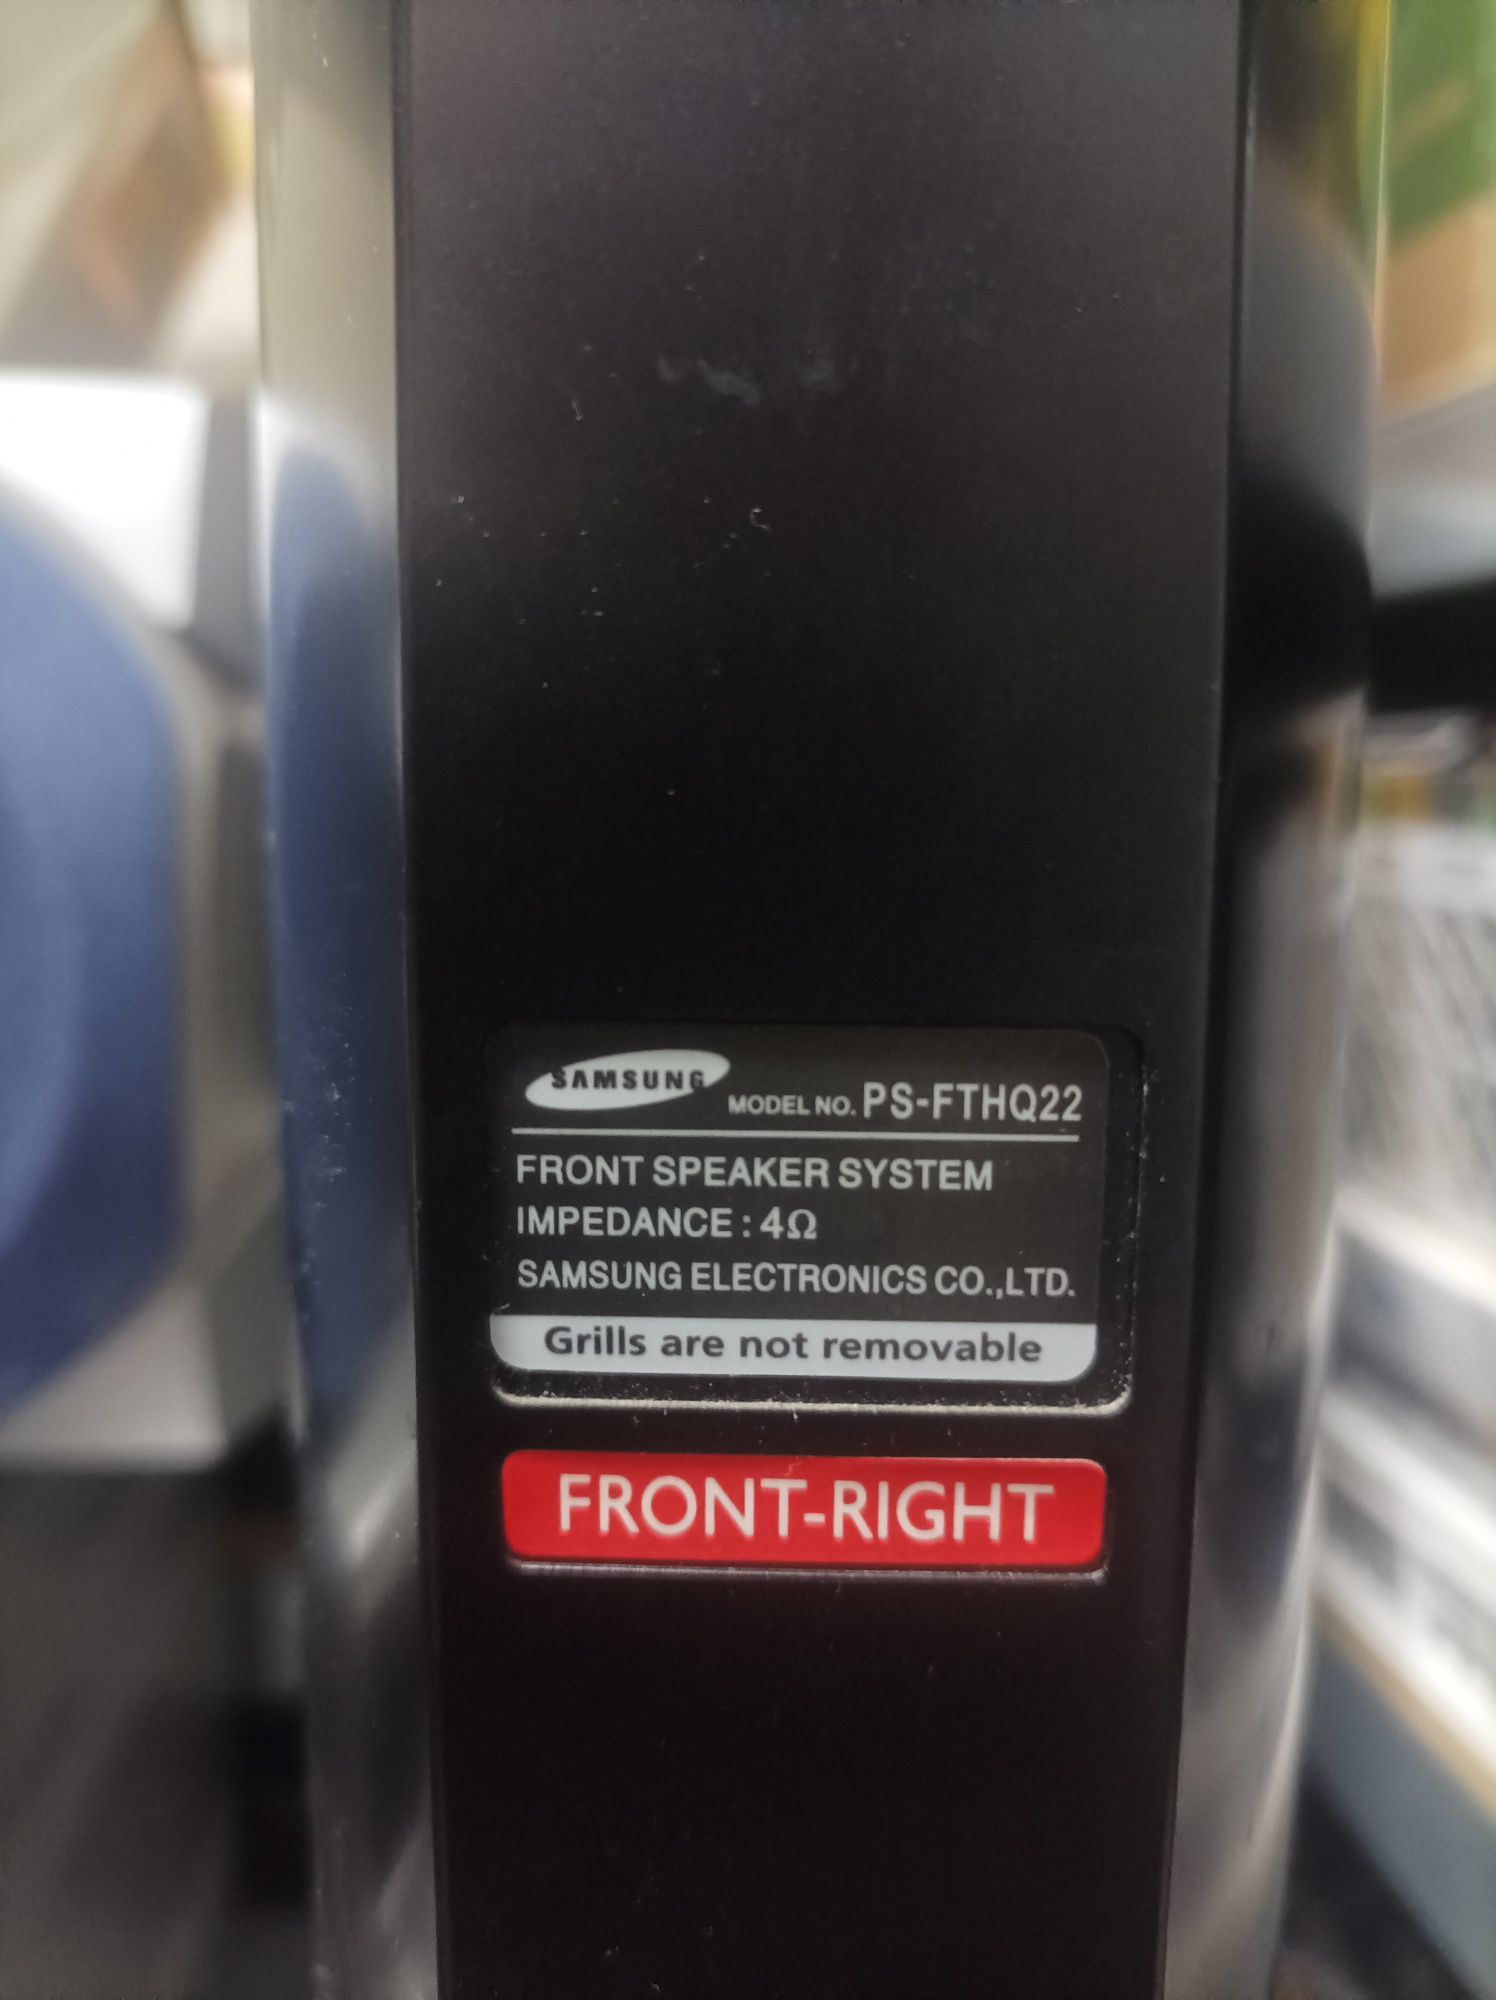 SAMSUNG MODEL NO. PS-FTHQ22
FRONT SPEAKER SYSTEM
IMPEDANCE : 4Ω
SAMSUNG ELECTRONICS CO.,LTD.
Grills are not removable
FRONT-RIGHT